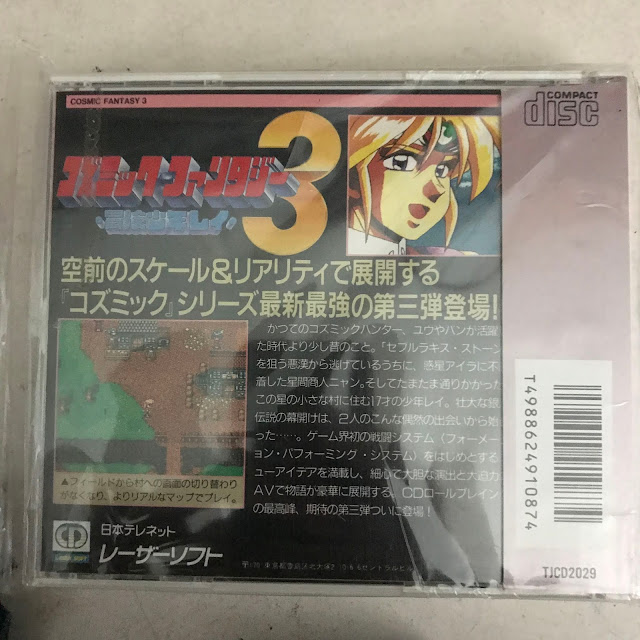 COSMIC FANTASY 3
COMPACT
disc
コズミック・ファンタジー3
冒険少年レイ
空前のスケール&リアリティで展開する
『コズミック』シリーズ最新最強の第三弾登場!
かつてのコズミックハンター、ユウやバンが活躍
た時代より少し昔のこと。「セフルラキス・ストーン
を狙う悪漢から逃げているうちに、惑星アイラに不
着した星間商人ニャン。そしてたまたま通りかかった
この星の小さな村に住む17才の少年レイ。壮大な銀
伝説の幕開けは、2人のこんな偶然の出会いから始
った……。ゲーム界初の戦闘システム(フォーメー
ョン・パフォーミング・システム)をはじめとする
ューアイデアを満載し、細心で大胆な演出と大迫力
AVで物語が豪華に展開する、CDロールプレイン
の最高峰、期待の第三弾ついに登場!
▲フィールドから村への画面の切り替わり
がなくなり、よりリアルなマップでプレイ。
日本テレネット
レーザーソフト
T4988624910874
TJCD2029